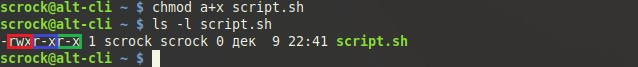 scrock@alt-cli ~ $ chmod a+x script.sh
scrock@alt-cli ~ $ ls -l script.sh
-rwxr-xr-x 1 scrock scrock 0 дек  9 22:41 script.sh
scrock@alt-cli ~ $